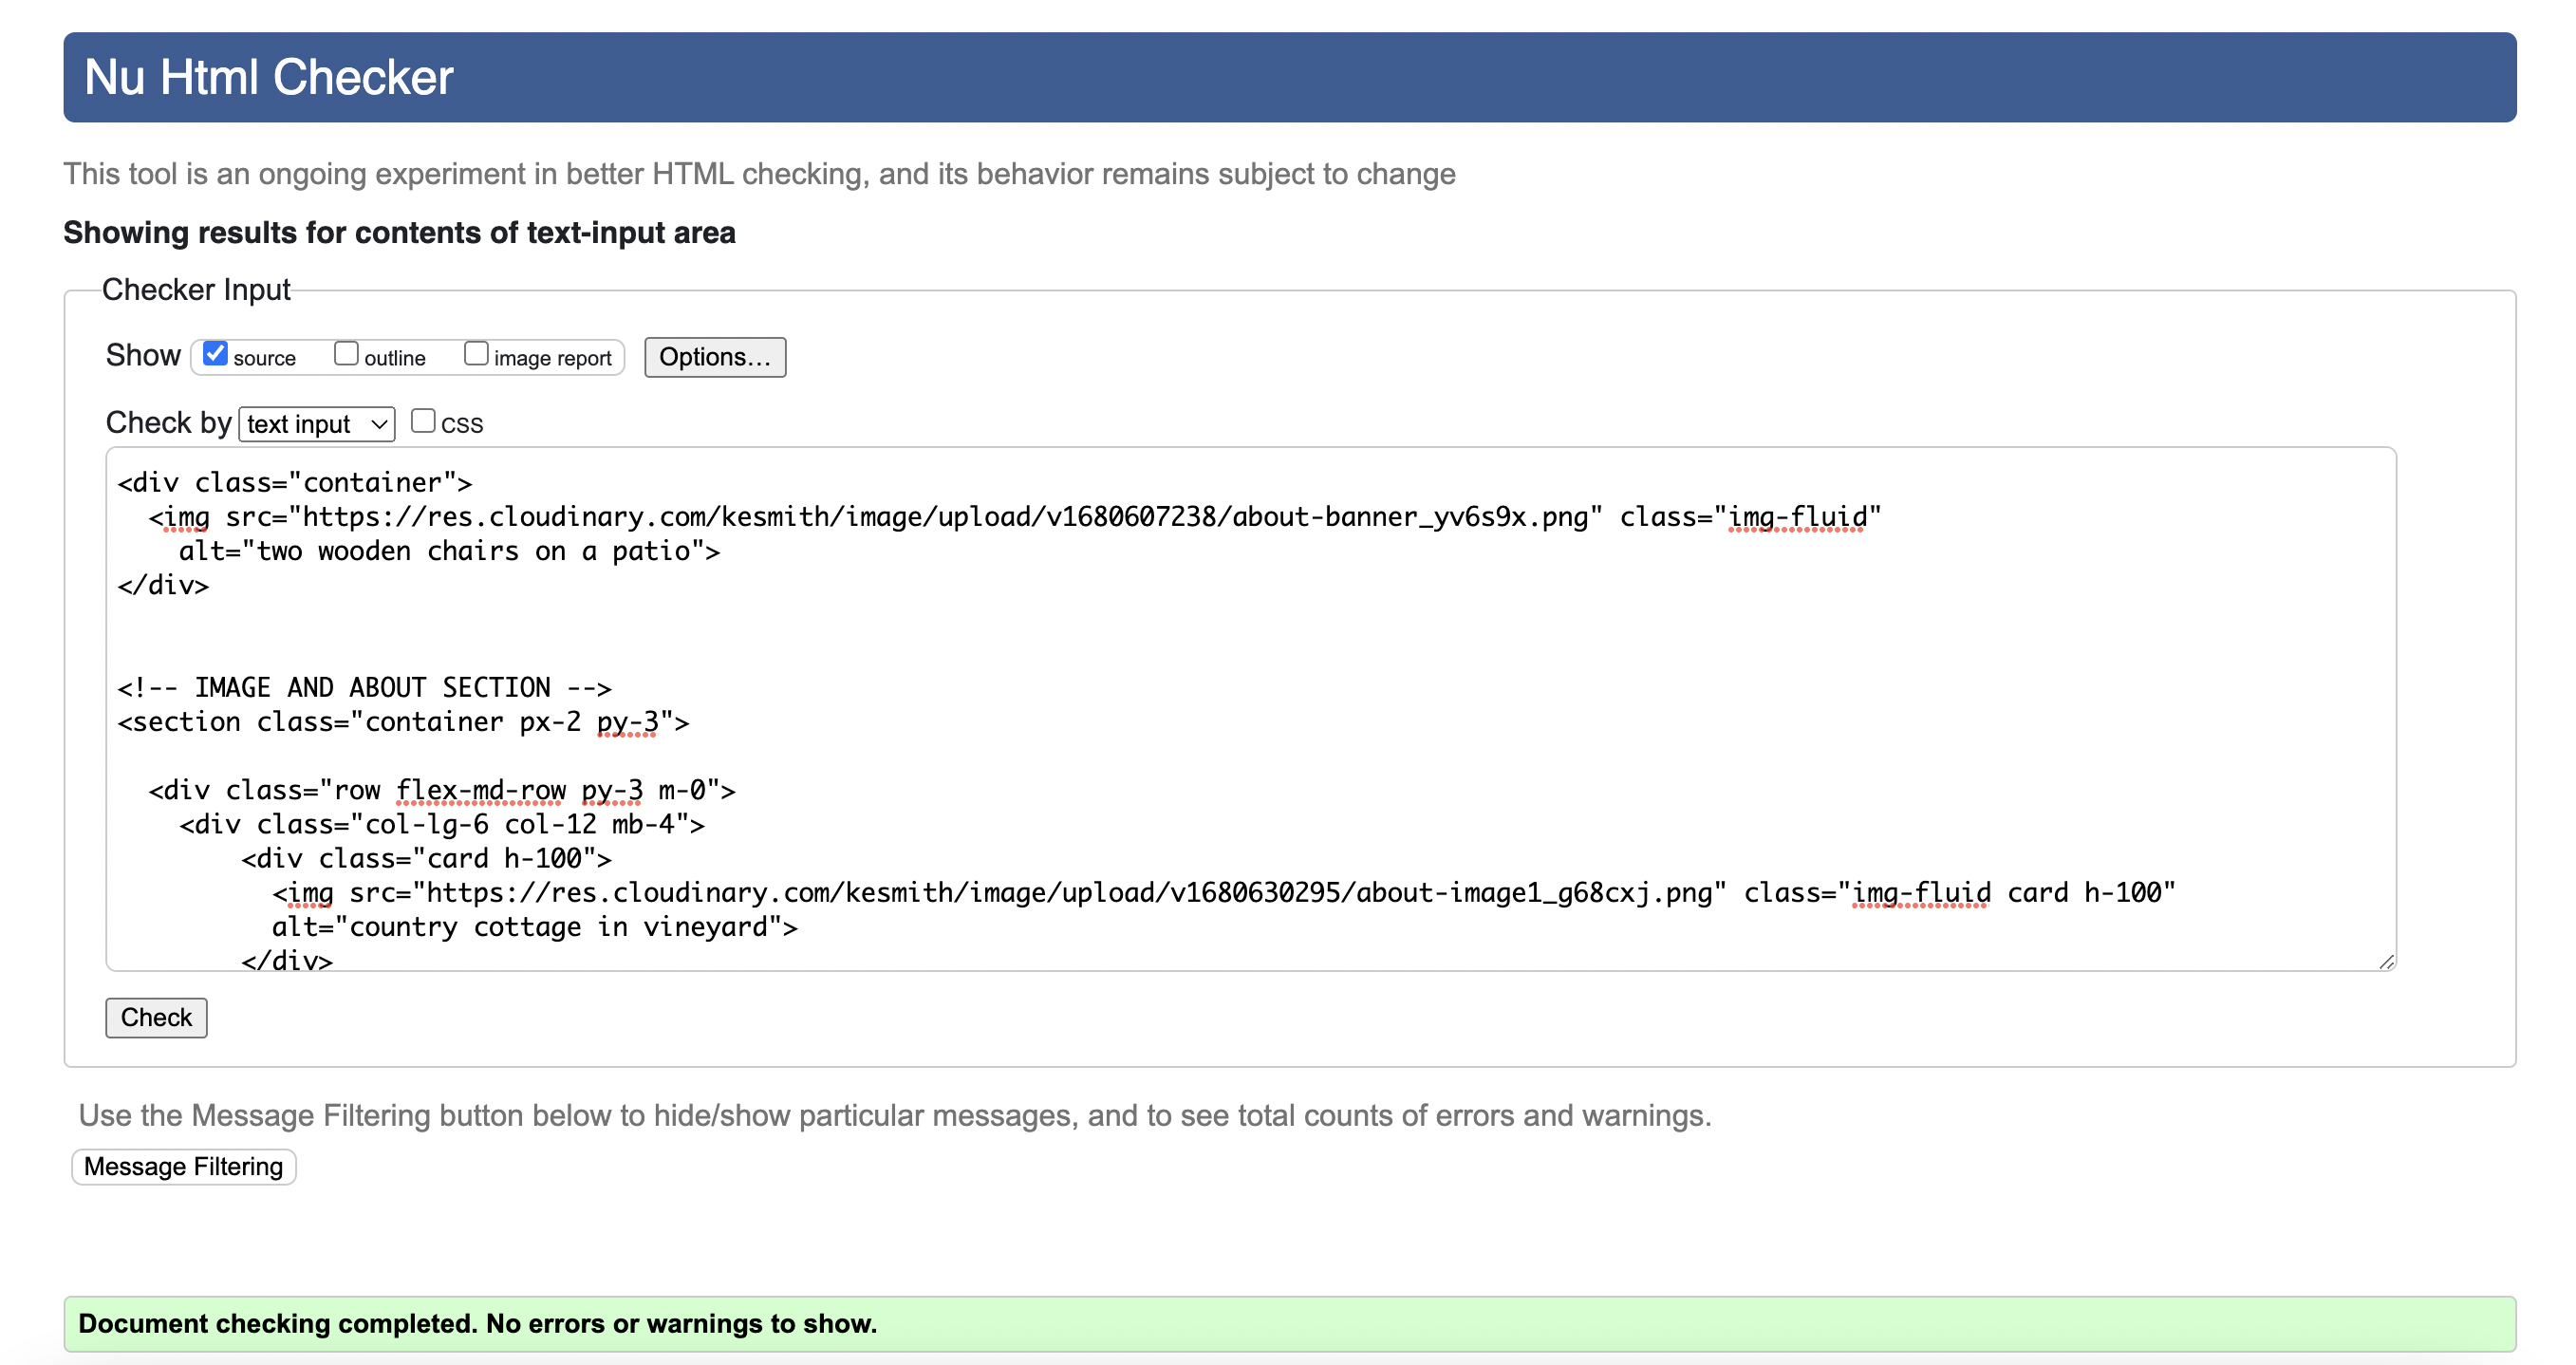 Nu Html Checker
This tool is an ongoing experiment in better HTML checking, and its behavior remains subject to change
Showing results for contents of text-input area
Checker Input
Show source outline image report Options...
Check by text input CSS
<div class="container">
  <img src="https://res.cloudinary.com/kesmith/image/upload/v1680607238/about-banner_yv6s9x.png" class="img-fluid"
    alt="two wooden chairs on a patio">
</div>
<!-- IMAGE AND ABOUT SECTION -->
<section class="container px-2 py-3">
  <div class="row flex-md-row py-3 m-0">
    <div class="col-lg-6 col-12 mb-4">
        <div class="card h-100">
          <img src="https://res.cloudinary.com/kesmith/image/upload/v1680630295/about-image1_g68cxj.png" class="img-fluid card h-100"
          alt="country cottage in vineyard">
        </div>
Check
Use the Message Filtering button below to hide/show particular messages, and to see total counts of errors and warnings.
Message Filtering
Document checking completed. No errors or warnings to show.